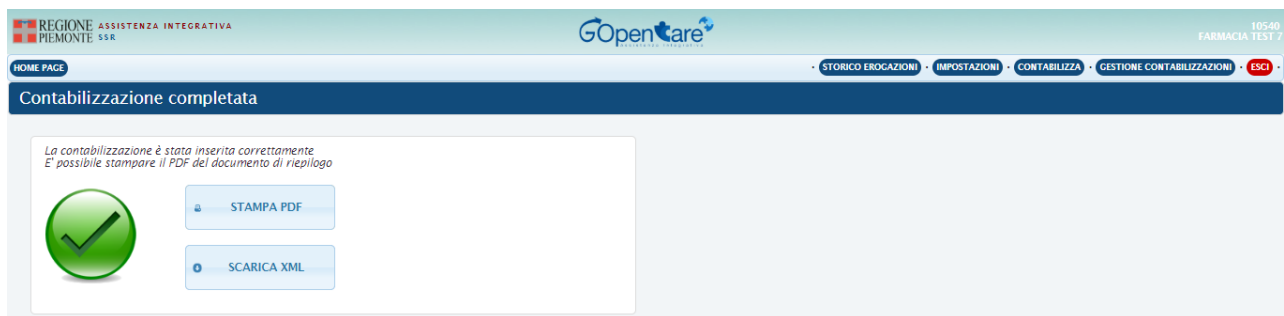 REGIONE ASSISTENZA INTEGRATIVA
PIEMONTE SSR
GOpenCare
Assistenza Integrativa
10540
FARMACIA TEST 7
HOME PAGE
· STORICO EROGAZIONI · IMPOSTAZIONI · CONTABILIZZA · GESTIONE CONTABILIZZAZIONI · ESCI ·
Contabilizzazione completata
La contabilizzazione è stata inserita correttamente
E' possibile stampare il PDF del documento di riepilogo
STAMPA PDF
SCARICA XML